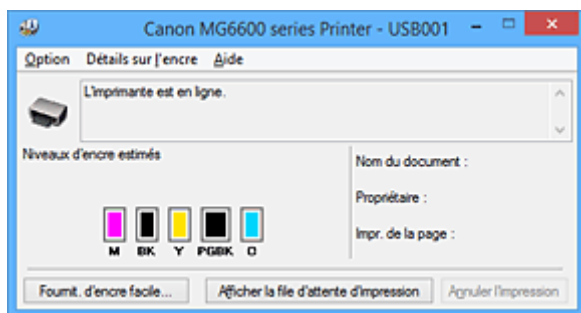 Canon MG6600 series Printer - USB001
Option Détails sur l'encre Aide
L'imprimante est en ligne.
Niveaux d'encre estimés
Nom du document :
Propriétaire :
Impr. de la page :
M BK Y PGBK C
Fournit. d'encre facile... Afficher la file d'attente d'impression Annuler l'impression